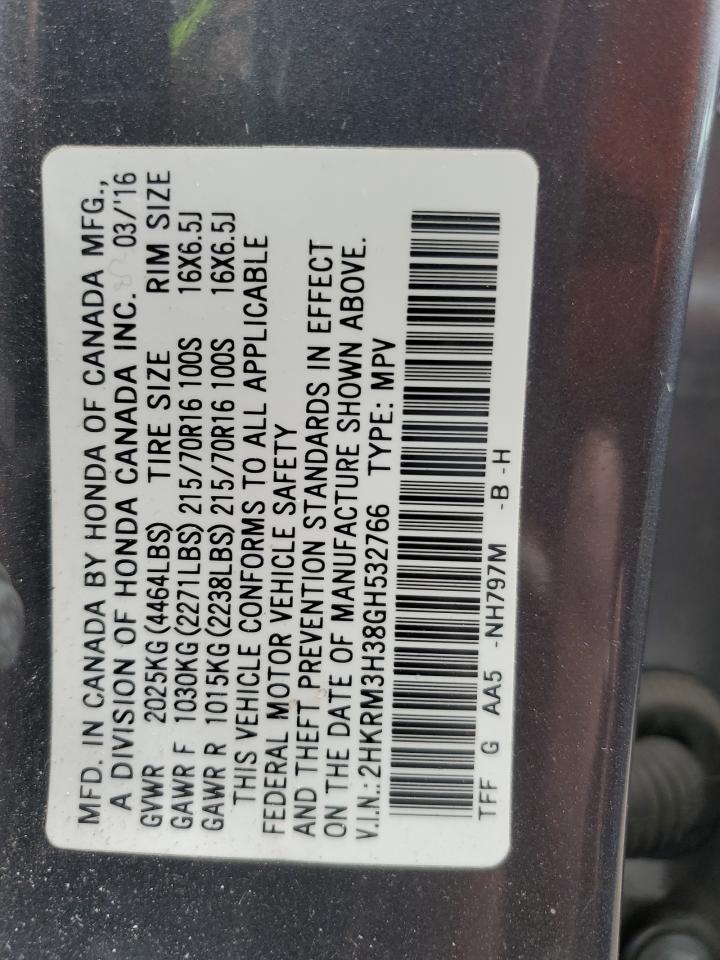 MFD. IN CANADA BY HONDA OF CANADA MFG.,
A DIVISION OF HONDA CANADA INC. 03/'16
GVWR 2025KG(4464LBS) TIRE SIZE RIM SIZE
GAWR F 1030KG(2271LBS)215/70R16 100S 16X6.5J
GAWR R 1015KG(2238LBS)215/70R16 100S 16X6.5J
THIS VEHICLE CONFORMS TO ALL APPLICABLE
FEDERAL MOTOR VEHICLE SAFETY
AND THEFT PREVENTION STANDARDS IN EFFECT
ON THE DATE OF MANUFACTURE SHOWN ABOVE.
V.I.N.:2HKRM3H38GH532766 TYPE: MPV
TFF G AA5 -NH797M -B -H